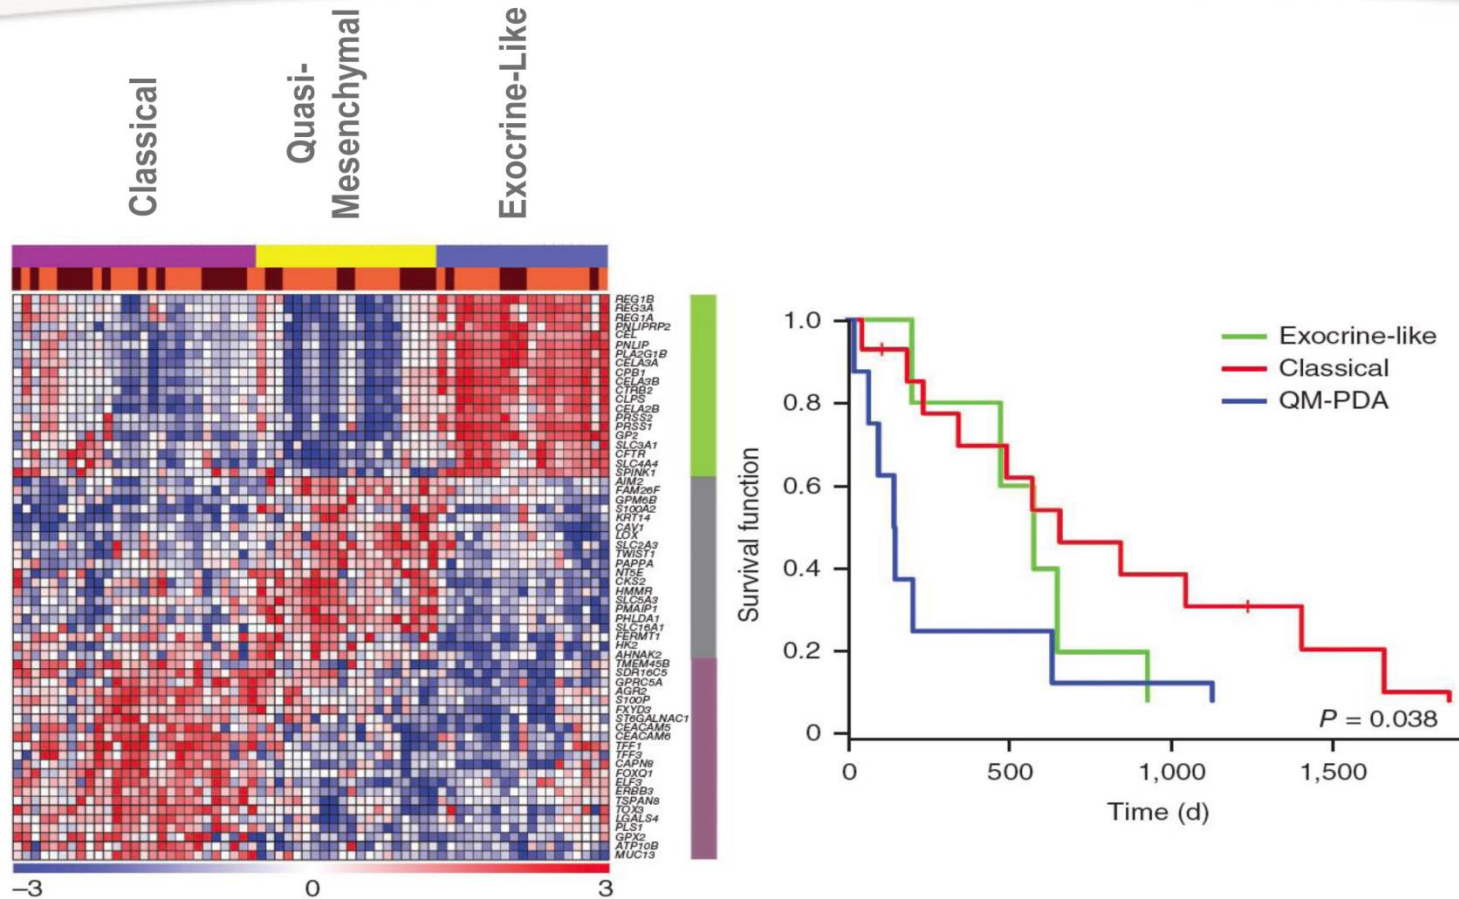 Classical
Quasi-
Mesenchymal
Exocrine-Like
REG1B
REG3A
REG1A
PNLIPRP2
CEL
PNLIP
PLA2G1B
CELA3A
CPB1
CELA3B
CTRB2
CLPS
CELA2B
PRSS2
PRSS1
GP2
SLC3A1
CFTR
SLC4A4
SPINK1
AIM2
FAM26F
GPM6B
S100A2
KRT14
CAV1
LOX
SLC2A3
TWIST1
PAPPA
NT5E
CKS2
HMMR
SLC5A3
PMAIP1
PHLDA1
SLC16A1
FERMT1
HK2
AHNAK2
TMEM45B
SDR16C5
GPRC5A
AGR2
S100P
FXYD3
ST6GALNAC1
CEACAM5
CEACAM6
TFF1
TFF3
CAPN8
FOXQ1
ELF3
ERBB3
TSPAN8
TOX3
LGALS4
PLS1
GPX2
ATP10B
MUC13
–3 0 3
Survival function
1.0
0.8
0.6
0.4
0.2
0
Exocrine-like
Classical
QM-PDA
P = 0.038
0 500 1,000 1,500
Time (d)